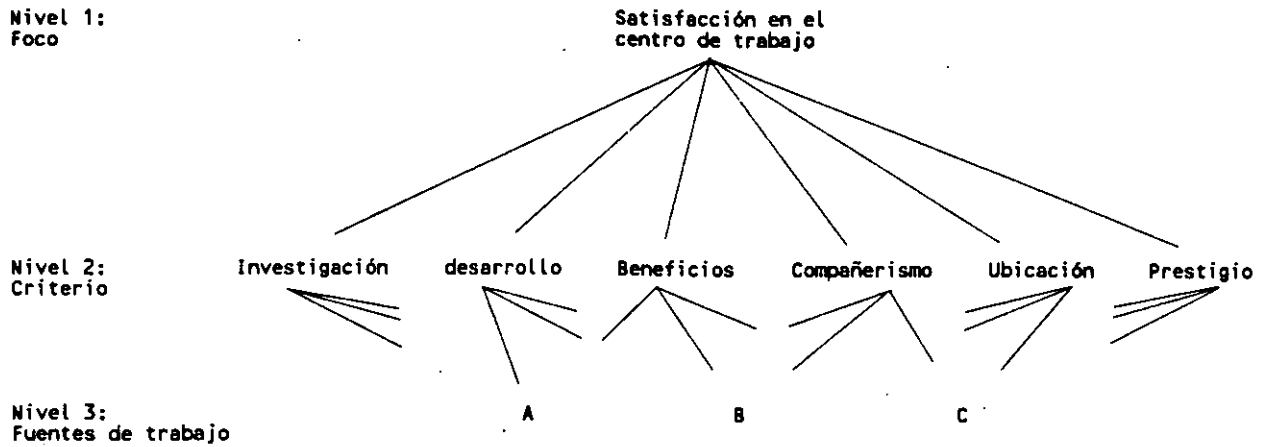 Nivel 1:
Foco
Satisfacción en el
centro de trabajo
Nivel 2:
Criterio
Investigación desarrollo Beneficios Compañerismo Ubicación Prestigio
Nivel 3:
Fuentes de trabajo
A B C